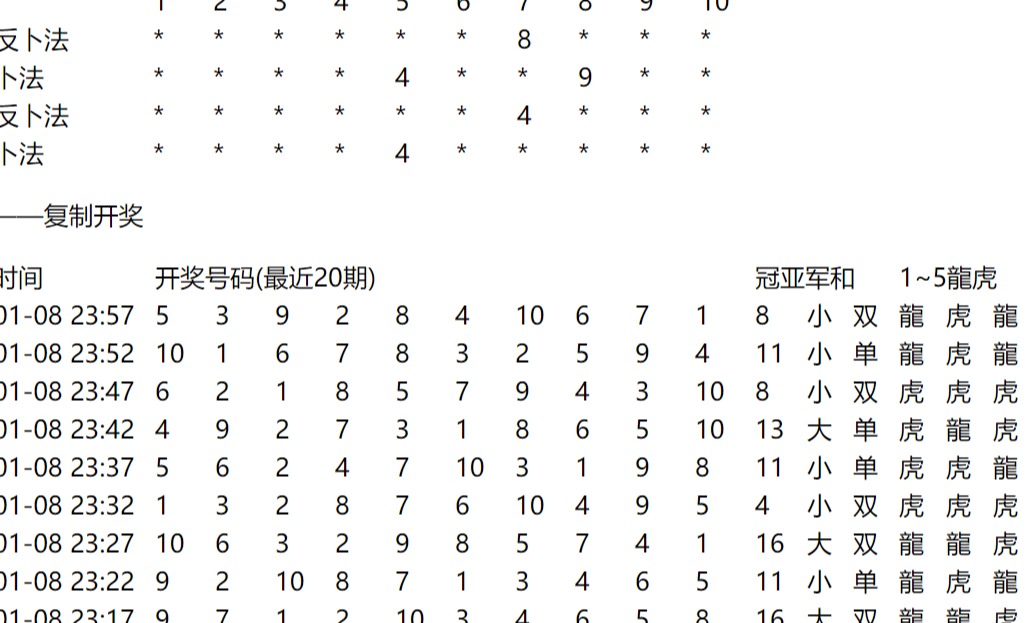 1 2 3 4 5 6 7 8 9 10
反卜法 * * * * * * 8 * * *
卜法 * * * * 4 * * 9 * *
反卜法 * * * * * * 4 * * *
卜法 * * * * 4 * * * * *
——复制开奖
时间 开奖号码(最近20期) 冠亚军和 1~5龍虎
01-08 23:57 5 3 9 2 8 4 10 6 7 1 8 小 双 龍 虎 龍
01-08 23:52 10 1 6 7 8 3 2 5 9 4 11 小 单 龍 虎 龍
01-08 23:47 6 2 1 8 5 7 9 4 3 10 8 小 双 虎 虎 虎
01-08 23:42 4 9 2 7 3 1 8 6 5 10 13 大 单 虎 龍 虎
01-08 23:37 5 6 2 4 7 10 3 1 9 8 11 小 单 虎 虎 龍
01-08 23:32 1 3 2 8 7 6 10 4 9 5 4 小 双 虎 虎 虎
01-08 23:27 10 6 3 2 9 8 5 7 4 1 16 大 双 龍 龍 虎
01-08 23:22 9 2 10 8 7 1 3 4 6 5 11 小 单 龍 虎 龍
01-08 23:17 9 7 1 2 10 3 4 6 5 8 16 大 双 龍 龍 虎